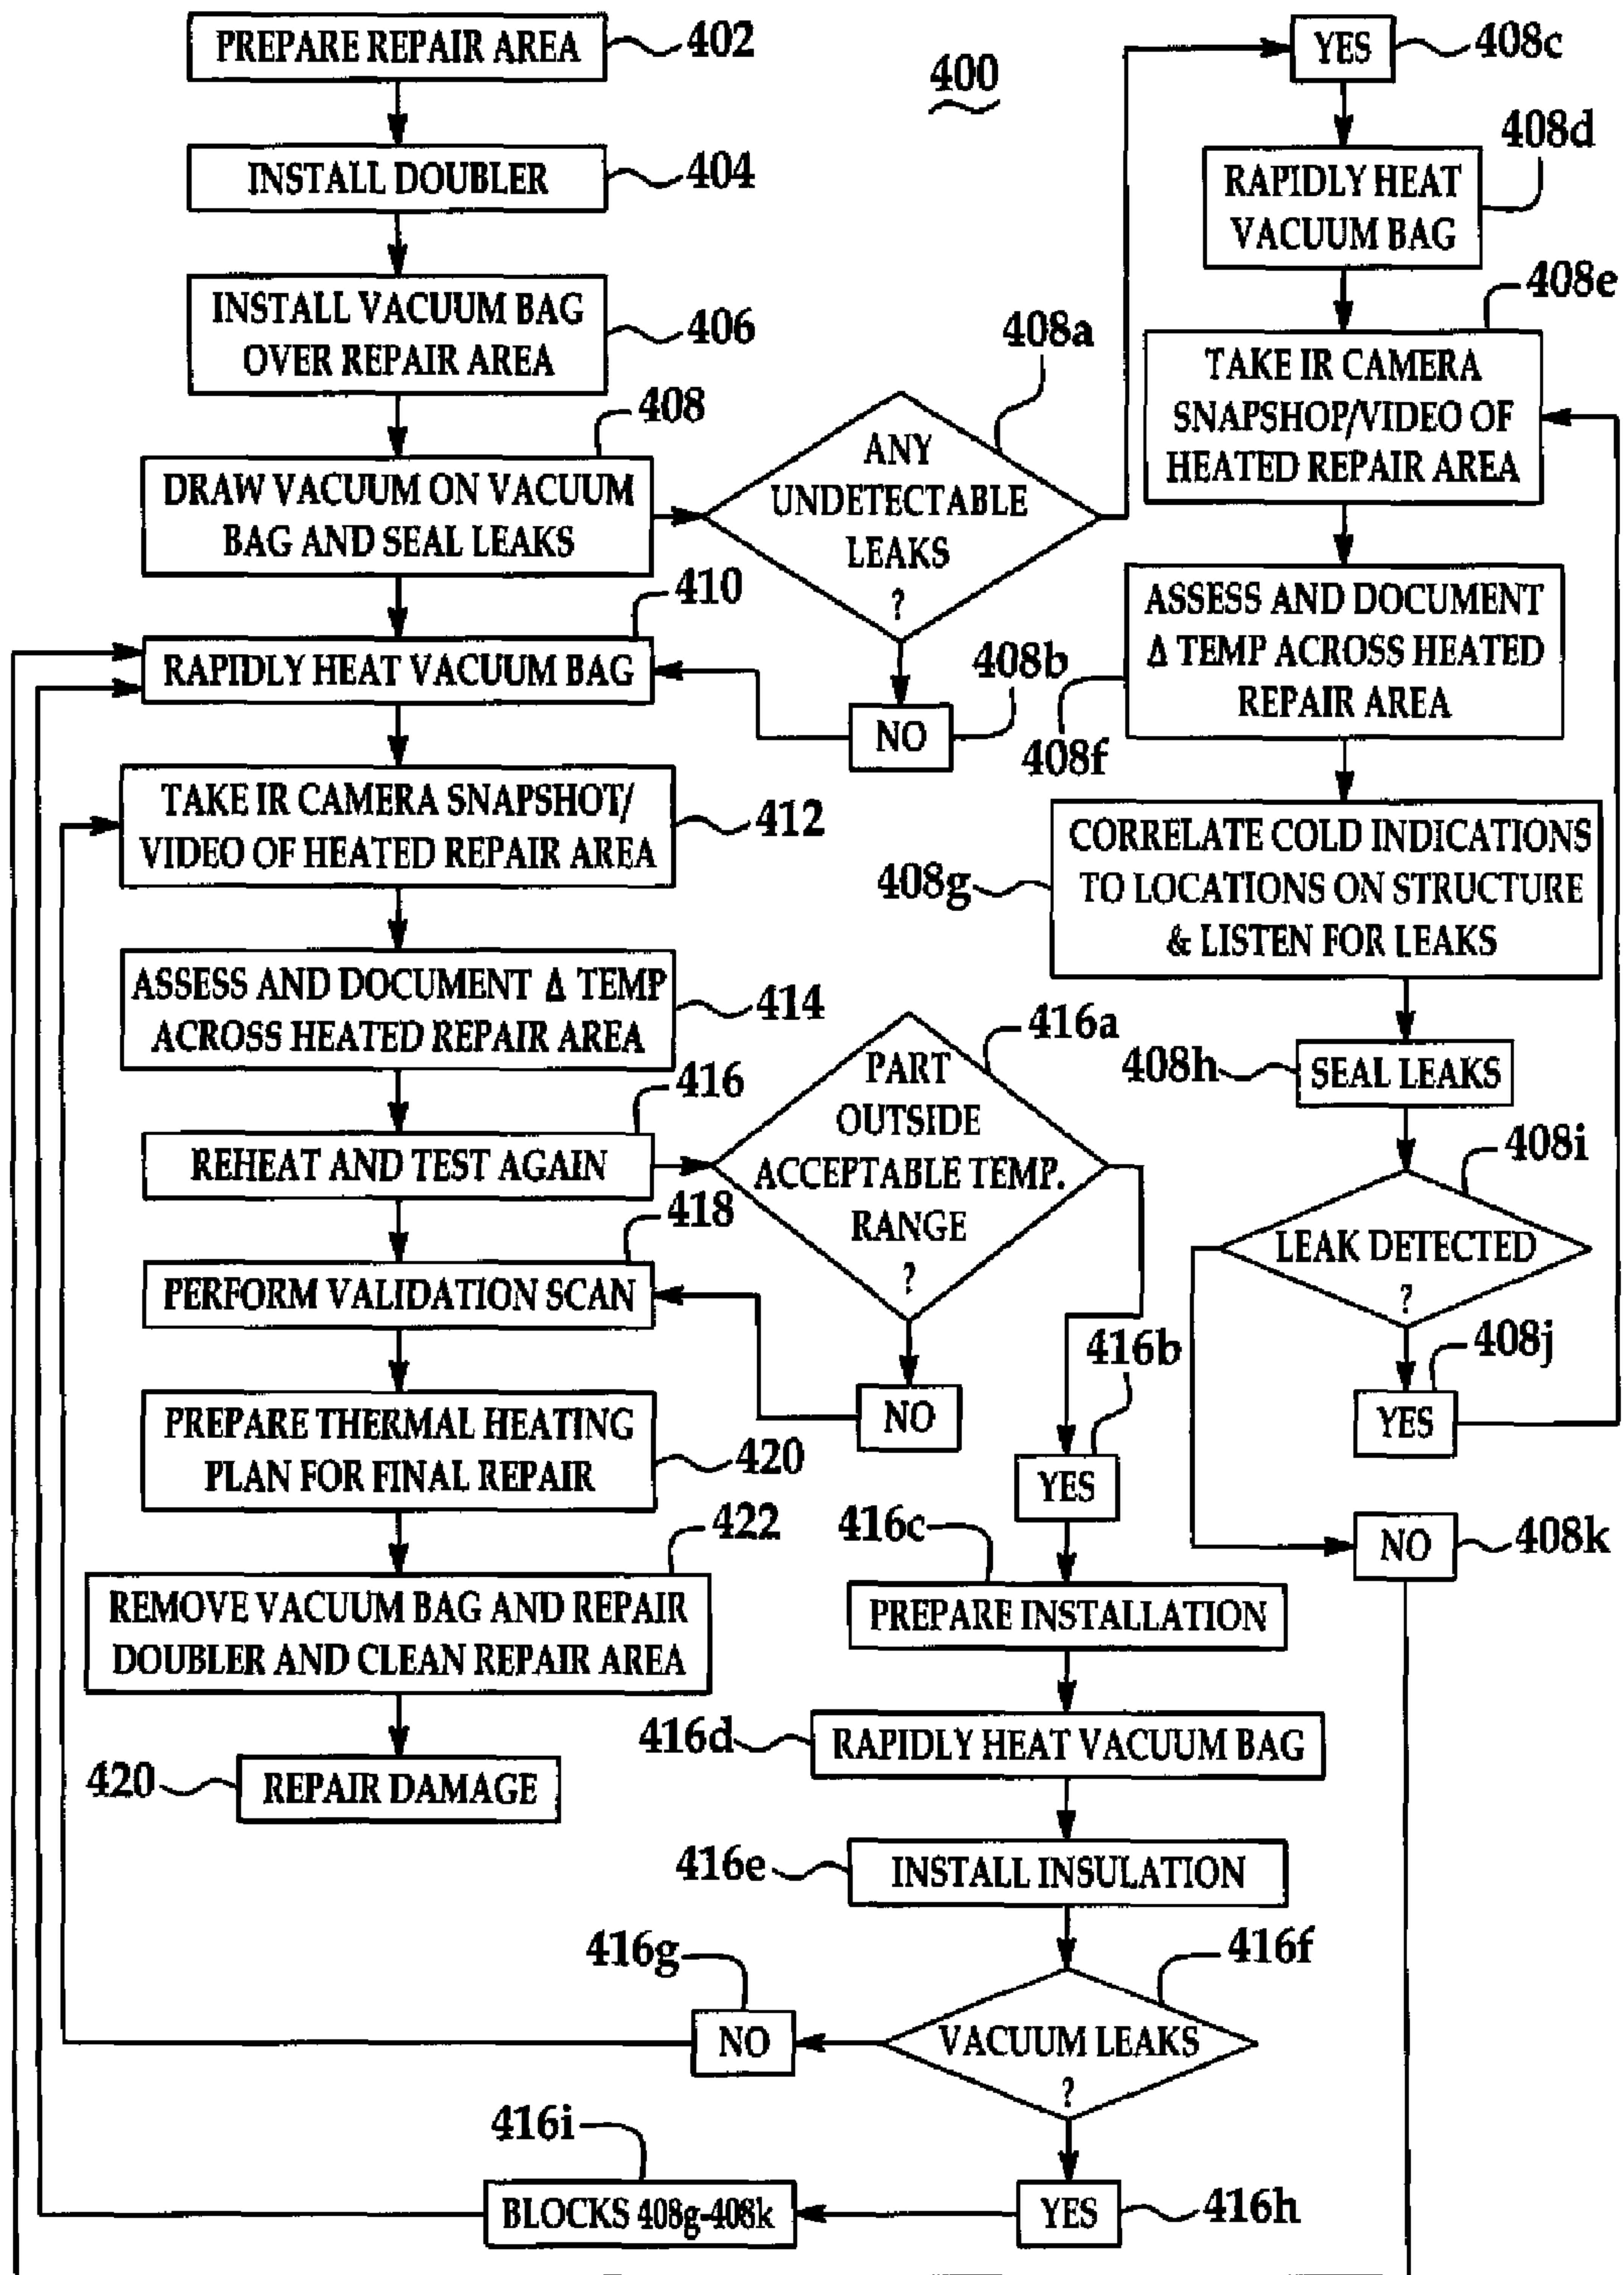 400
PREPARE REPAIR AREA
402
INSTALL DOUBLER
404
INSTALL VACUUM BAG
OVER REPAIR AREA
406
408
DRAW VACUUM ON VACUUM
BAG AND SEAL LEAKS
408a
ANY
UNDETECTABLE
LEAKS
?
NO
408b
YES
408c
408d
RAPIDLY HEAT
VACUUM BAG
408e
TAKE IR CAMERA
SNAPSHOP/VIDEO OF
HEATED REPAIR AREA
ASSESS AND DOCUMENT
Δ TEMP ACROSS HEATED
REPAIR AREA
408f
CORRELATE COLD INDICATIONS
TO LOCATIONS ON STRUCTURE
& LISTEN FOR LEAKS
408g
408h
SEAL LEAKS
408i
LEAK DETECTED
?
408j
YES
NO
408k
410
RAPIDLY HEAT VACUUM BAG
TAKE IR CAMERA SNAPSHOT/
VIDEO OF HEATED REPAIR AREA
412
ASSESS AND DOCUMENT Δ TEMP
ACROSS HEATED REPAIR AREA
414
416
REHEAT AND TEST AGAIN
416a
PART
OUTSIDE
ACCEPTABLE TEMP.
RANGE
?
NO
416b
YES
416c
PREPARE INSTALLATION
416d
RAPIDLY HEAT VACUUM BAG
416e
INSTALL INSULATION
416f
VACUUM LEAKS
?
416g
NO
YES
416h
416i
BLOCKS 408g-408k
418
PERFORM VALIDATION SCAN
PREPARE THERMAL HEATING
PLAN FOR FINAL REPAIR
420
422
REMOVE VACUUM BAG AND REPAIR
DOUBLER AND CLEAN REPAIR AREA
420
REPAIR DAMAGE